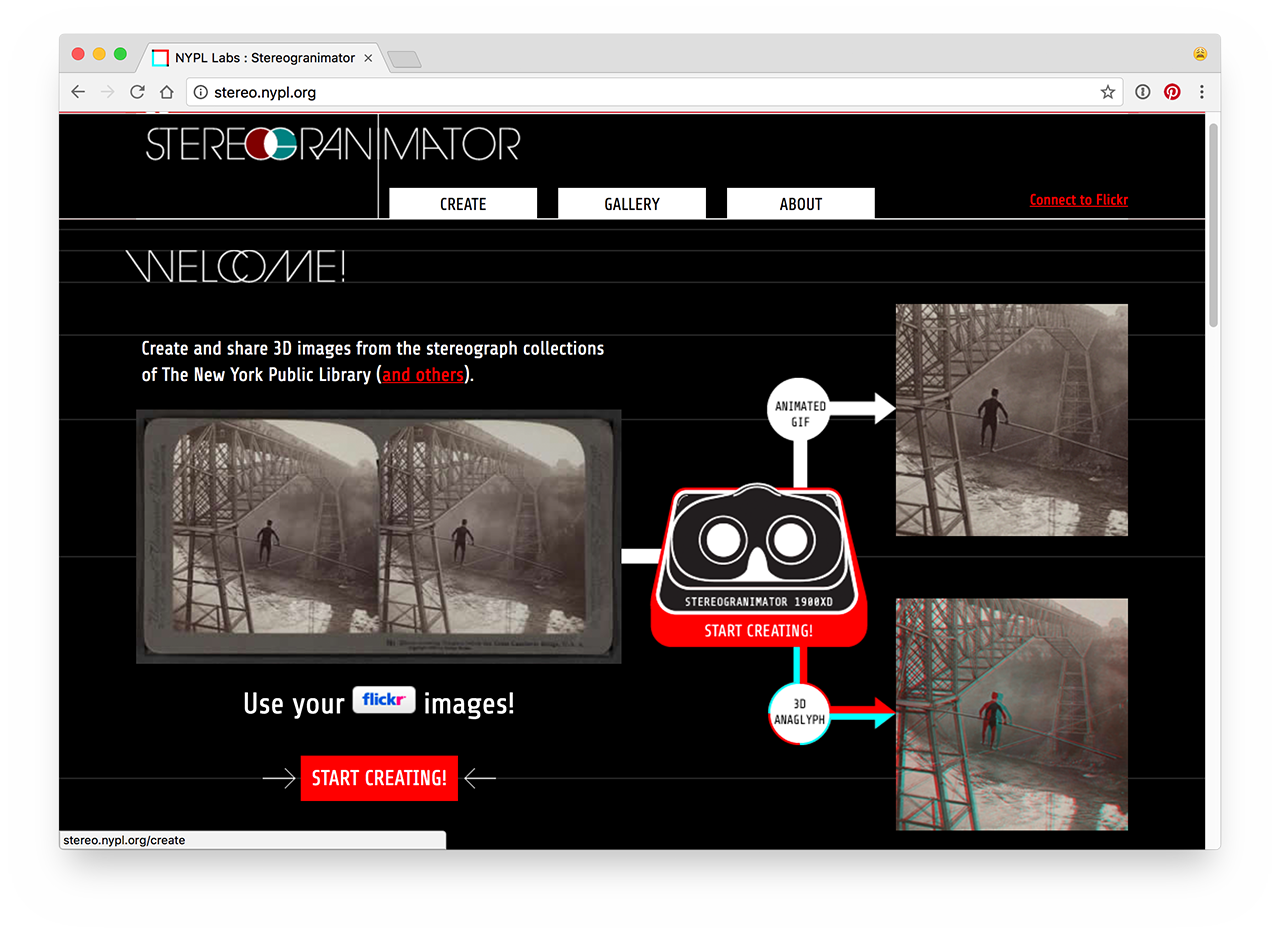 NYPL Labs : Stereogranimator
stereo.nypl.org
STEREOGRANIMATOR
CREATE
GALLERY
ABOUT
Connect to Flickr
WELCOME!
Create and share 3D images from the stereograph collections
of The New York Public Library (and others).
ANIMATED
GIF
STEREOGRANIMATOR 1900XD
START CREATING!
3D
ANAGLYPH
Use your flickr images!
START CREATING!
stereo.nypl.org/create